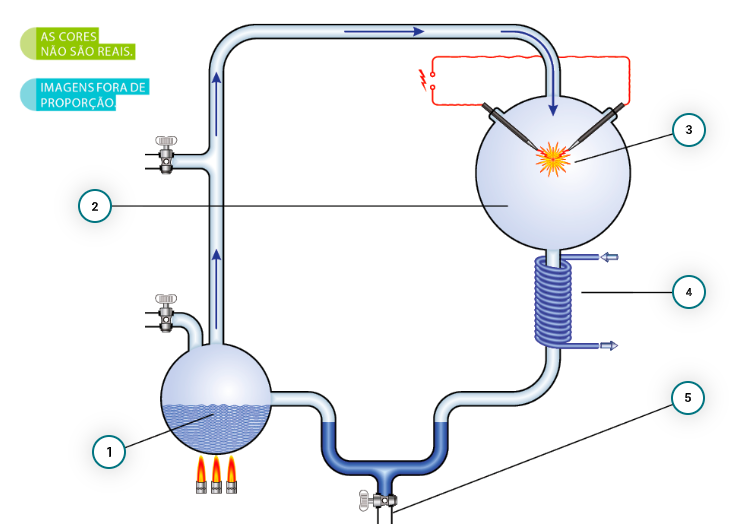 AS CORES
NÃO SÃO REAIS.
IMAGENS FORA DE
PROPORÇÃO.
3
2
4
5
1